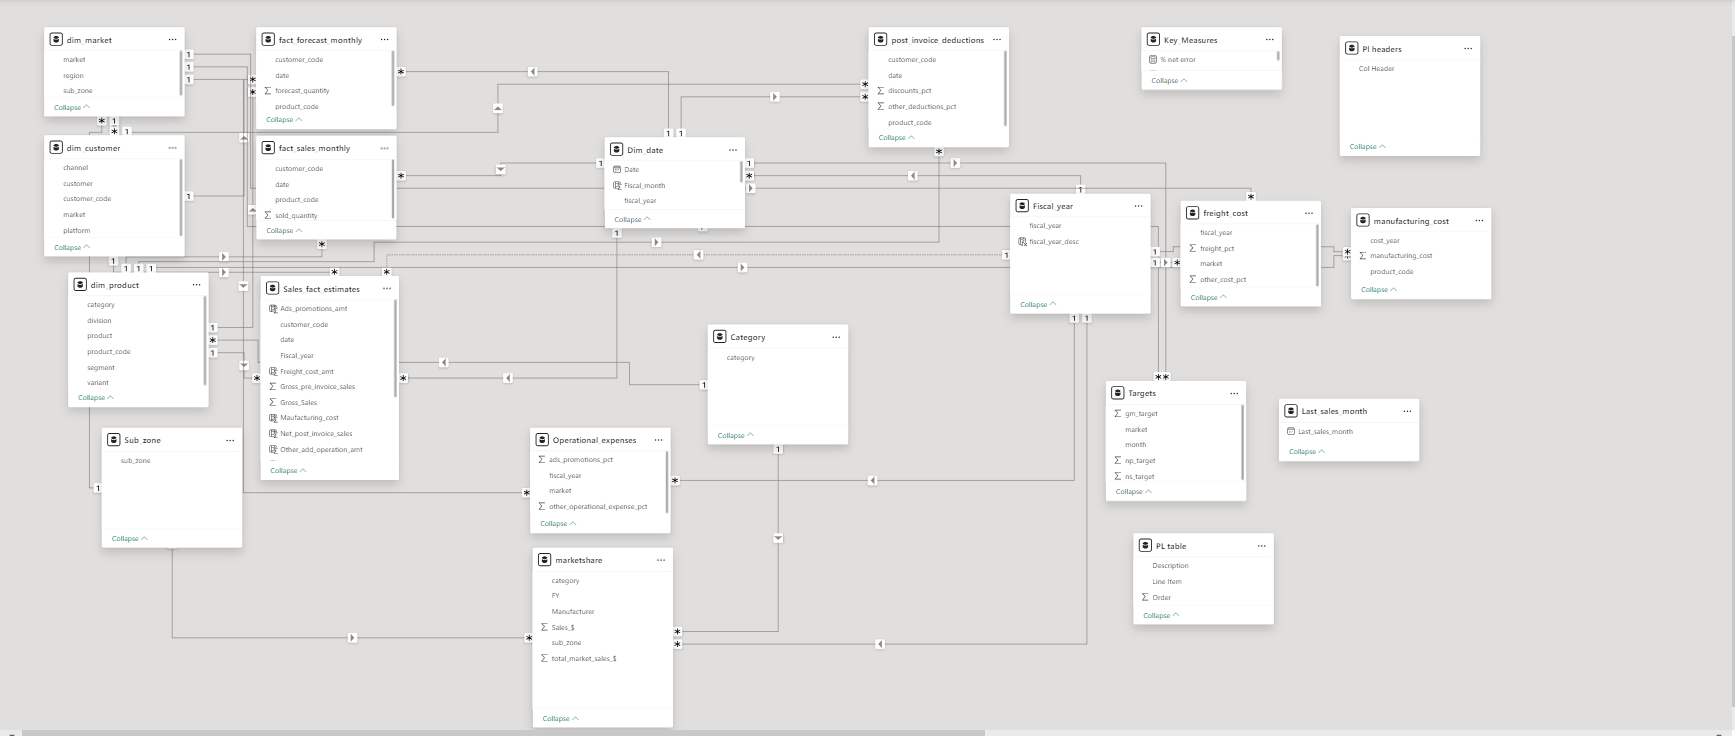 dim_market
market
region
sub_zone
Collapse
fact_forecast_monthly
customer_code
date
forecast_quantity
product_code
Collapse
post_invoice_deductions
customer_code
date
discounts_pct
other_deductions_pct
product_code
Collapse
Key_Measures
% net error
Collapse
Pl headers
Col Header
Collapse
dim_customer
channel
customer
customer_code
market
platform
Collapse
fact_sales_monthly
customer_code
date
product_code
sold_quantity
Collapse
Dim_date
Date
Fiscal_month
fiscal_year
Collapse
Fiscal_year
fiscal_year
fiscal_year_desc
Collapse
freight_cost
fiscal_year
freight_pct
market
other_cost_pct
Collapse
manufacturing_cost
cost_year
manufacturing_cost
product_code
Collapse
dim_product
category
division
product
product_code
segment
variant
Collapse
Sales_fact_estimates
Ads_promotions_amt
customer_code
date
Fiscal_year
Freight_cost_amt
Gross_pre_invoice_sales
Gross_Sales
Maufacturing_cost
Net_post_invoice_sales
Other_add_operation_amt
Collapse
Category
category
Collapse
Targets
gm_target
market
month
np_target
ns_target
Collapse
Last_sales_month
Last_sales_month
Collapse
Sub_zone
sub_zone
Collapse
Operational_expenses
ads_promotions_pct
fiscal_year
market
other_operational_expense_pct
Collapse
marketshare
category
FY
Manufacturer
Sales_$
sub_zone
total_market_sales_$
Collapse
PL table
Description
Line Item
Order
Collapse